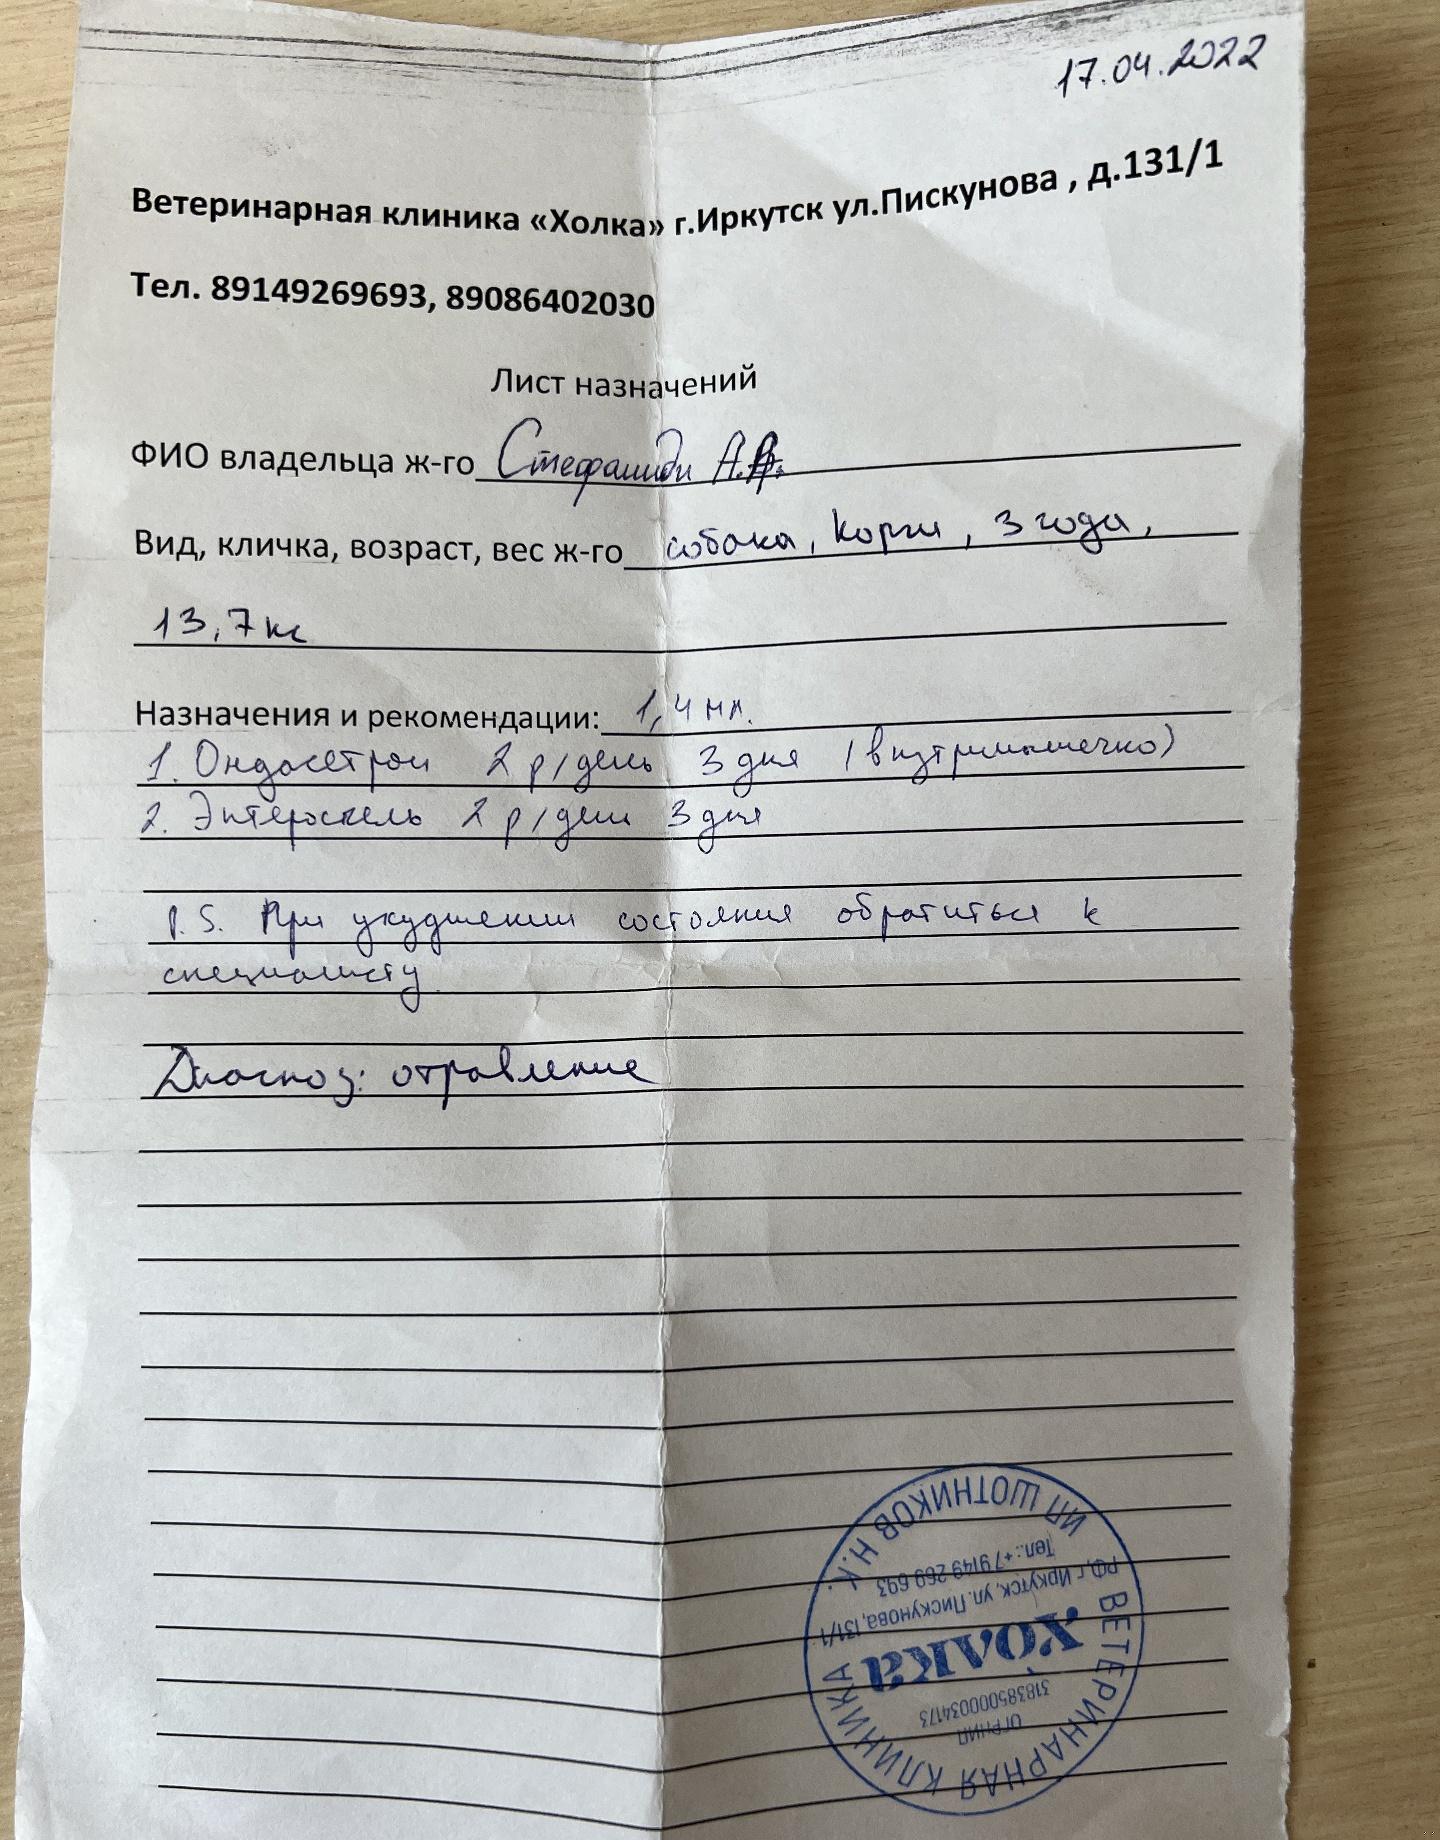 17.04.2022
Ветеринарная клиника «Холка» г.Иркутск ул.Пискунова , д.131/1
Тел. 89149269693, 89086402030
Лист назначений
ФИО владельца ж-го
Вид, кличка, возраст, вес ж-го собака, Корги, 3 года,
13,7 кг
Назначения и рекомендации: 1,4 мл.
1. Ондасетрон 2 р/день 3 дня (внутримышечно)
2. Энтеросгель 2 р/день 3 дня
P.S. При ухудшении состояния обратиться к
специалисту
Диагноз: отравление
ИП ШОТНИКОВ Н.К.
Тел.: +7 9149 269 693
РФ, г. Иркутск, ул. Пискунова, 131/1
Холка
318385000034173
ОГРНИП
ВЕТЕРИНАРНАЯ КЛИНИКА